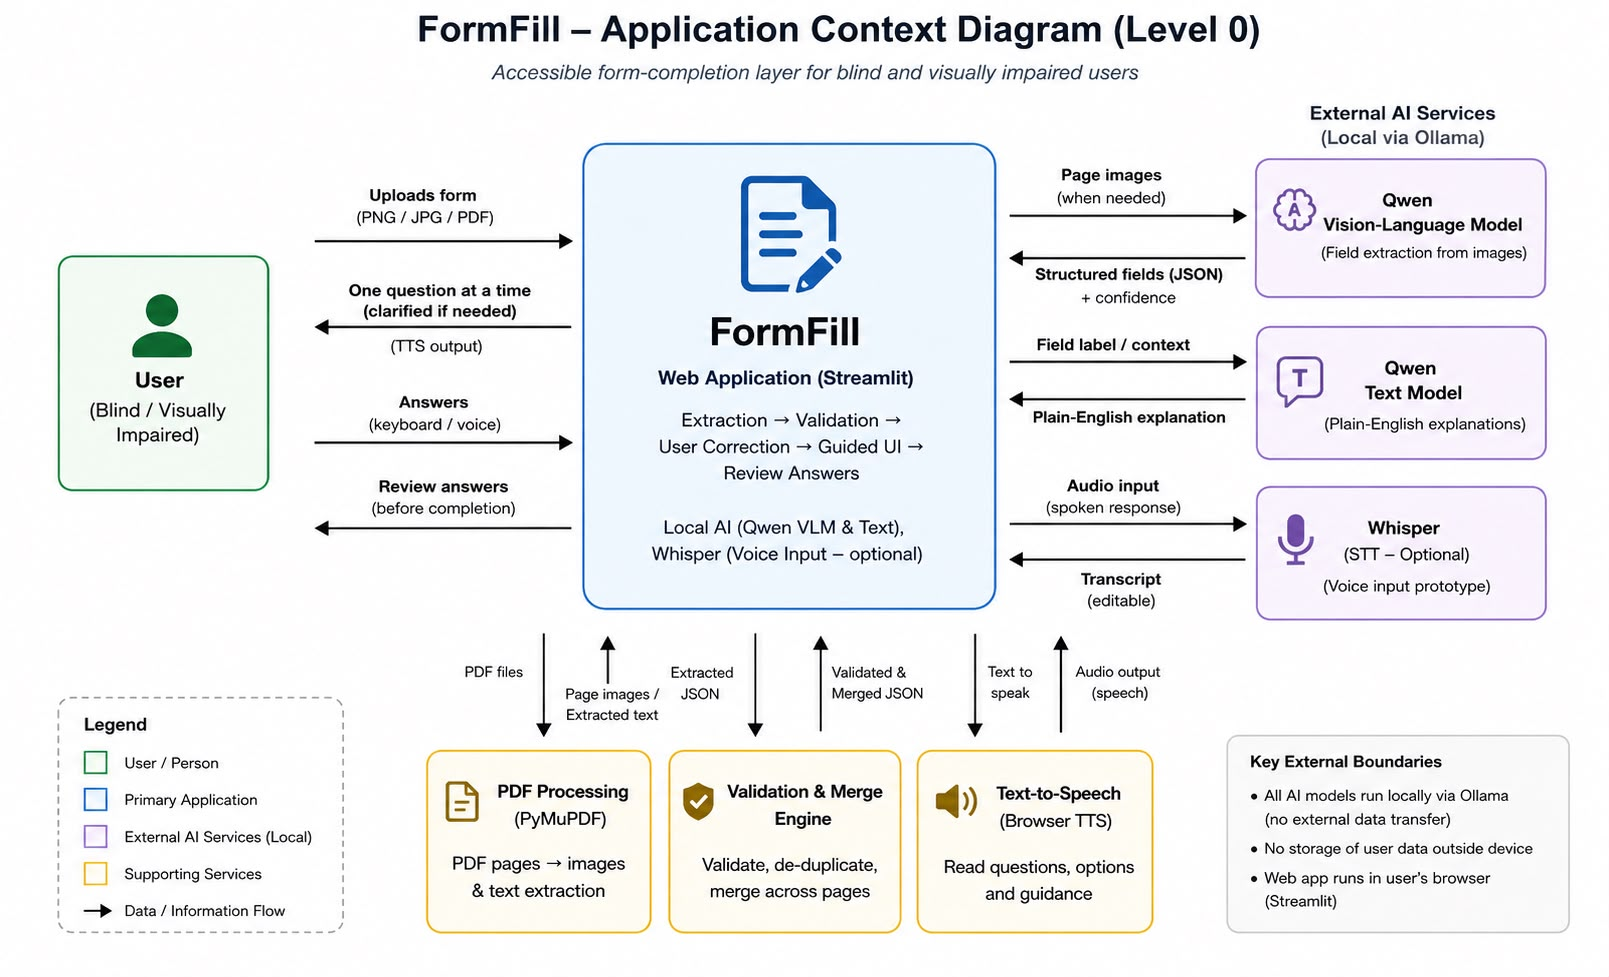 FormFill – Application Context Diagram (Level 0)
Accessible form-completion layer for blind and visually impaired users
User
(Blind / Visually
Impaired)
Uploads form
(PNG / JPG / PDF)
One question at a time
(clarified if needed)
(TTS output)
Answers
(keyboard / voice)
Review answers
(before completion)
FormFill
Web Application (Streamlit)
Extraction → Validation →
User Correction → Guided UI →
Review Answers
Local AI (Qwen VLM & Text),
Whisper (Voice Input – optional)
Page images
(when needed)
Structured fields (JSON)
+ confidence
Field label / context
Plain-English explanation
Audio input
(spoken response)
Transcript
(editable)
External AI Services
(Local via Ollama)
A
Qwen
Vision-Language Model
(Field extraction from images)
T
Qwen
Text Model
(Plain-English explanations)
Whisper
(STT – Optional)
(Voice input prototype)
PDF files
Page images /
Extracted text
Extracted
JSON
Validated &
Merged JSON
Text to
speak
Audio output
(speech)
Legend
User / Person
Primary Application
External AI Services (Local)
Supporting Services
Data / Information Flow
PDF Processing
(PyMuPDF)
PDF pages → images
& text extraction
Validation & Merge
Engine
Validate, de-duplicate,
merge across pages
Text-to-Speech
(Browser TTS)
Read questions, options
and guidance
Key External Boundaries
• All AI models run locally via Ollama
(no external data transfer)
• No storage of user data outside device
• Web app runs in user's browser
(Streamlit)